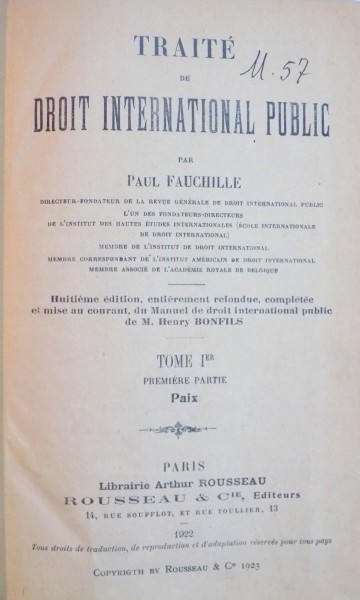 TRAITÉ
M. 57
DE
DROIT INTERNATIONAL PUBLIC
PAR
PAUL FAUCHILLE
DIRECTEUR-FONDATEUR DE LA REVUE GÉNÉRALE DE DROIT INTERNATIONAL PUBLIC
L'UN DES FONDATEURS-DIRECTEURS
DE L'INSTITUT DES HAUTES ÉTUDES INTERNATIONALES (ÉCOLE INTERNATIONALE
DE DROIT INTERNATIONAL)
MEMBRE DE L'INSTITUT DE DROIT INTERNATIONAL
MEMBRE CORRESPONDANT DE L'INSTITUT AMÉRICAIN DE DROIT INTERNATIONAL
MEMBRE ASSOCIÉ DE L'ACADÉMIE ROYALE DE BELGIQUE
Huitième édition, entièrement refondue, complétée
et mise au courant, du Manuel de droit international public
de M. Henry BONFILS
TOME IER
PREMIÈRE PARTIE
Paix
PARIS
Librairie Arthur ROUSSEAU
ROUSSEAU & CIE, Editeurs
14, RUE SOUFFLOT, ET RUE TOULLIER, 13
1922
Tous droits de traduction, de reproduction et d'adaptation réservés pour tous pays
COPYRIGTH BY ROUSSEAU & Co 1923